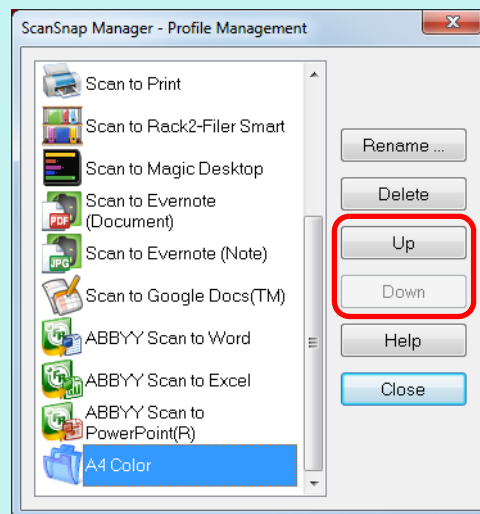 ScanSnap Manager - Profile Management
Scan to Print
Scan to Rack2-Filer Smart
Scan to Magic Desktop
PDF
Scan to Evernote
(Document)
JPG
Scan to Evernote (Note)
Scan to Google Docs(TM)
ABBYY Scan to Word
ABBYY Scan to Excel
ABBYY Scan to
PowerPoint(R)
A4 Color
Rename ...
Delete
Up
Down
Help
Close